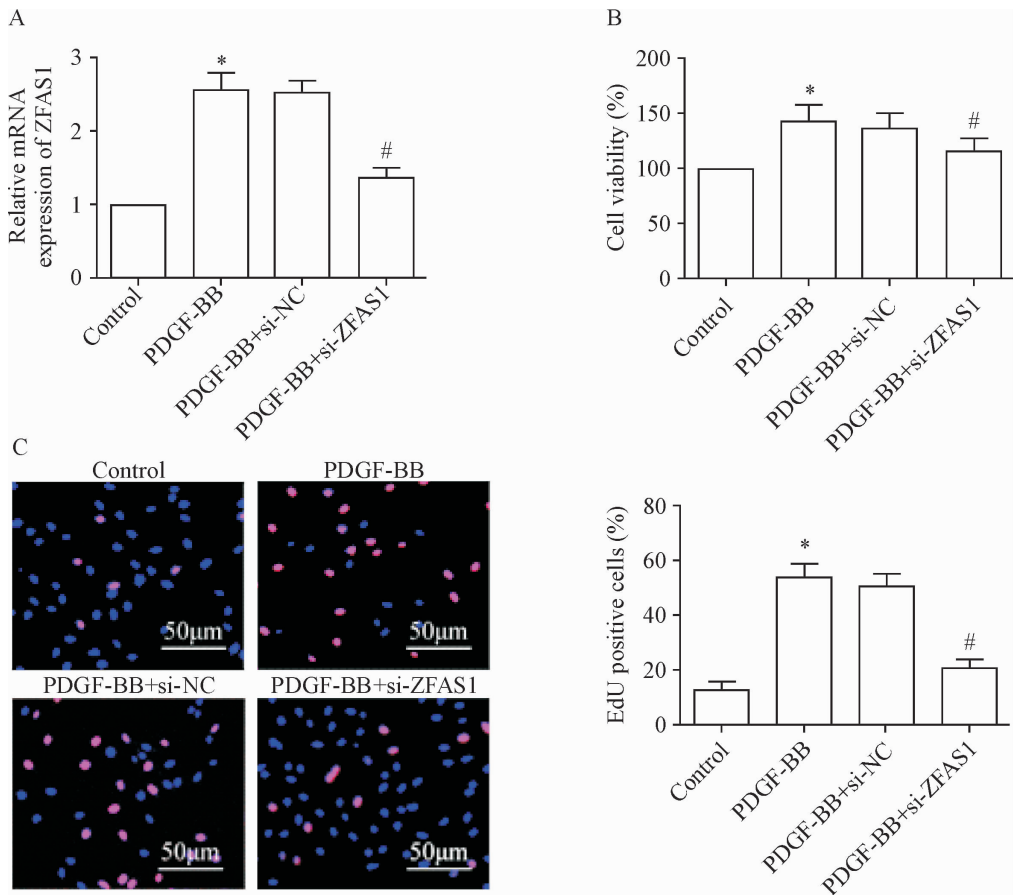 A
Relative mRNA
expression of ZFAS1
3
2
1
0
*
#
Control
PDGF-BB
PDGF-BB+si-NC
PDGF-BB+si-ZFAS1
B
Cell viability (%)
200
150
100
50
0
*
#
Control
PDGF-BB
PDGF-BB+si-NC
PDGF-BB+si-ZFAS1
C
Control
50μm
PDGF-BB
50μm
PDGF-BB+si-NC
50μm
PDGF-BB+si-ZFAS1
50μm
EdU positive cells (%)
80
60
40
20
0
*
#
Control
PDGF-BB
PDGF-BB+si-NC
PDGF-BB+si-ZFAS1